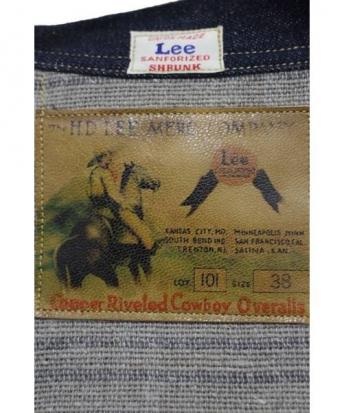 UNION MADE
Lee
SANFORIZED
SHRUNK
THE H.D. LEE MERC. COMPANY
Lee
KANSAS CITY, MO. MINNEAPOLIS, MINN
SOUTH BEND IND. SAN FRANCISCO, CAL.
TRENTON, N.J. SALINA, KAN.
LOT 101 SIZE 38
Copper Riveted Cowboy Overalls